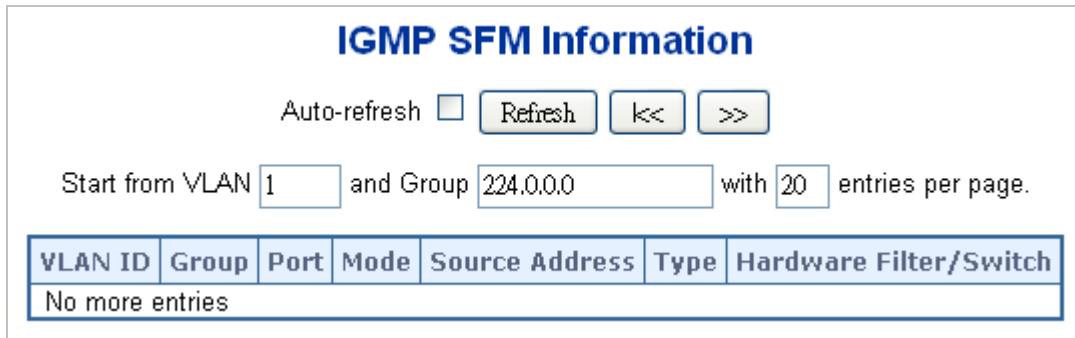 IGMP SFM Information
Auto-refresh Refresh |<< >>
Start from VLAN 1 and Group 224.0.0.0 with 20 entries per page.
VLAN ID Group Port Mode Source Address Type Hardware Filter/Switch
No more entries